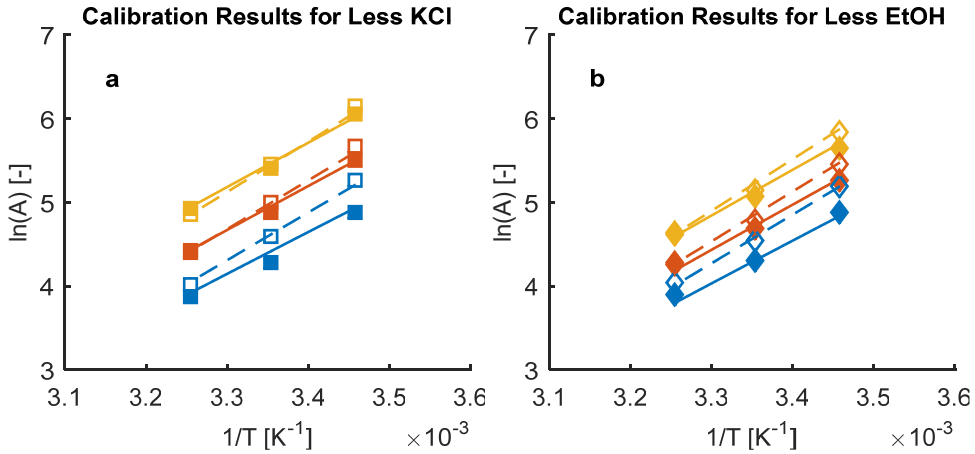 Calibration Results for Less KCl
a
7
6
5
4
3
ln(A) [-]
3.1 3.2 3.3 3.4 3.5 3.6
1/T [K⁻¹] ×10⁻³
Calibration Results for Less EtOH
b
7
6
5
4
3
ln(A) [-]
3.1 3.2 3.3 3.4 3.5 3.6
1/T [K⁻¹] ×10⁻³